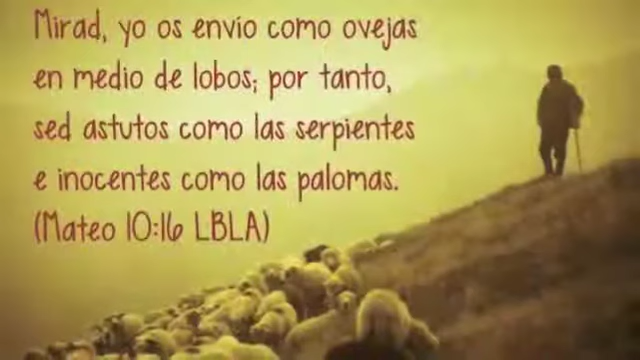 Mirad, yo os envío como ovejas
en medio de lobos; por tanto,
sed astutos como las serpientes
e inocentes como las palomas.
(Mateo 10:16 LBLA)